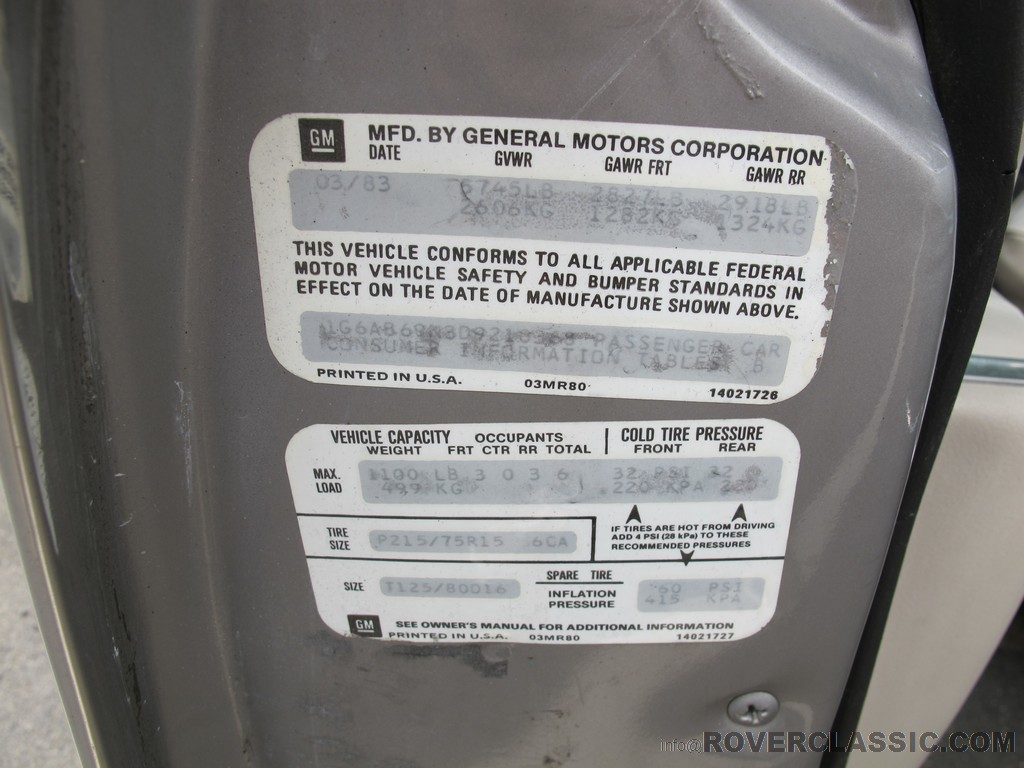 GM MFD. BY GENERAL MOTORS CORPORATION
DATE GVWR GAWR FRT GAWR RR
03/83 5745LB 2827LB 2918LB
2606KG 1282KG 1324KG
THIS VEHICLE CONFORMS TO ALL APPLICABLE FEDERAL
MOTOR VEHICLE SAFETY AND BUMPER STANDARDS IN
EFFECT ON THE DATE OF MANUFACTURE SHOWN ABOVE.
PASSENGER CAR
CONSUMER INFORMATION TABLES B
PRINTED IN U.S.A. 03MR80 14021726
VEHICLE CAPACITY OCCUPANTS COLD TIRE PRESSURE
WEIGHT FRT CTR RR TOTAL FRONT REAR
MAX. 1100 LB 3 0 3 6 32 PSI
LOAD 499 KG 220 KPA
IF TIRES ARE HOT FROM DRIVING
ADD 4 PSI (28 kPa) TO THESE
RECOMMENDED PRESSURES
TIRE
SIZE P215/75R15
SIZE T125/80D16
SPARE TIRE
INFLATION 60 PSI
PRESSURE 415 KPA
GM SEE OWNER'S MANUAL FOR ADDITIONAL INFORMATION
PRINTED IN U.S.A. 03MR80 14021727
info@ROVERCLASSIC.COM